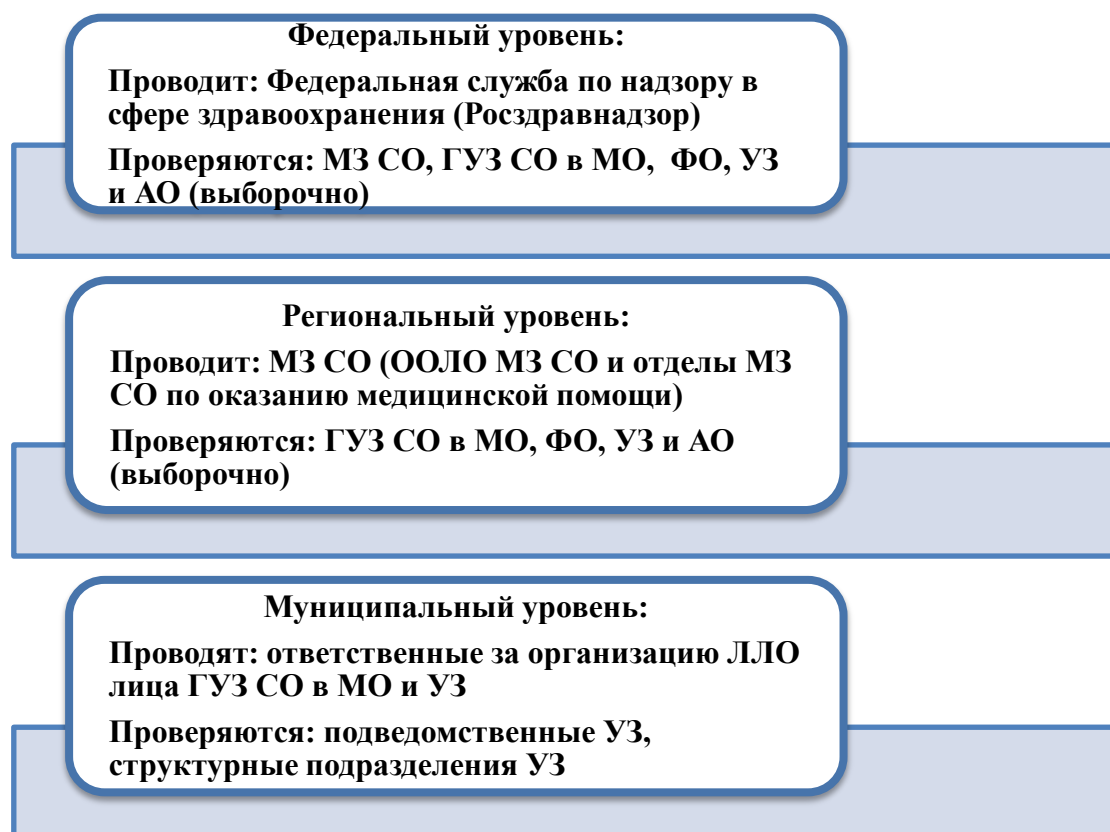 Федеральный уровень:
Проводит: Федеральная служба по надзору в
сфере здравоохранения (Росздравнадзор)
Проверяются: МЗ СО, ГУЗ СО в МО, ФО, УЗ
и АО (выборочно)
Региональный уровень:
Проводит: МЗ СО (ООЛО МЗ СО и отделы МЗ
СО по оказанию медицинской помощи)
Проверяются: ГУЗ СО в МО, ФО, УЗ и АО
(выборочно)
Муниципальный уровень:
Проводят: ответственные за организацию ЛЛО
лица ГУЗ СО в МО и УЗ
Проверяются: подведомственные УЗ,
структурные подразделения УЗ